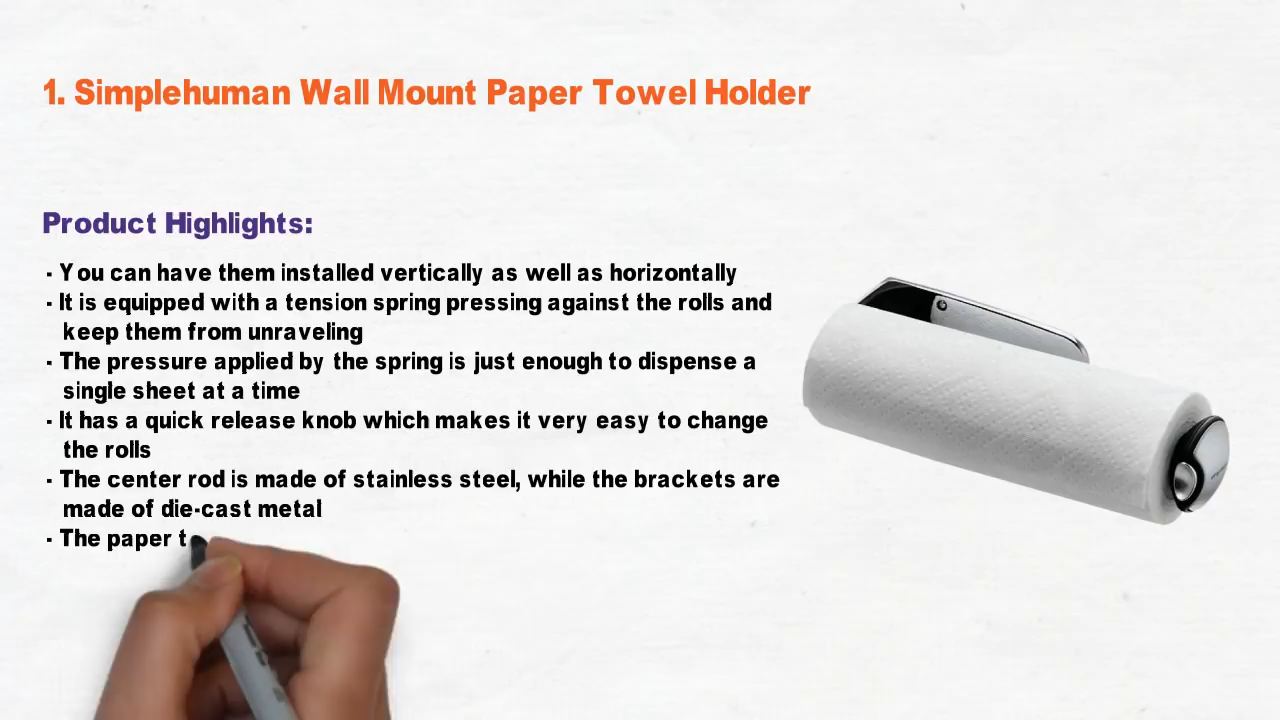 1. Simplehuman Wall Mount Paper Towel Holder
Product Highlights:
- You can have them installed vertically as well as horizontally
- It is equipped with a tension spring pressing against the rolls and
keep them from unraveling
- The pressure applied by the spring is just enough to dispense a
single sheet at a time
- It has a quick release knob which makes it very easy to change
the rolls
- The center rod is made of stainless steel, while the brackets are
made of die-cast metal
- The paper t